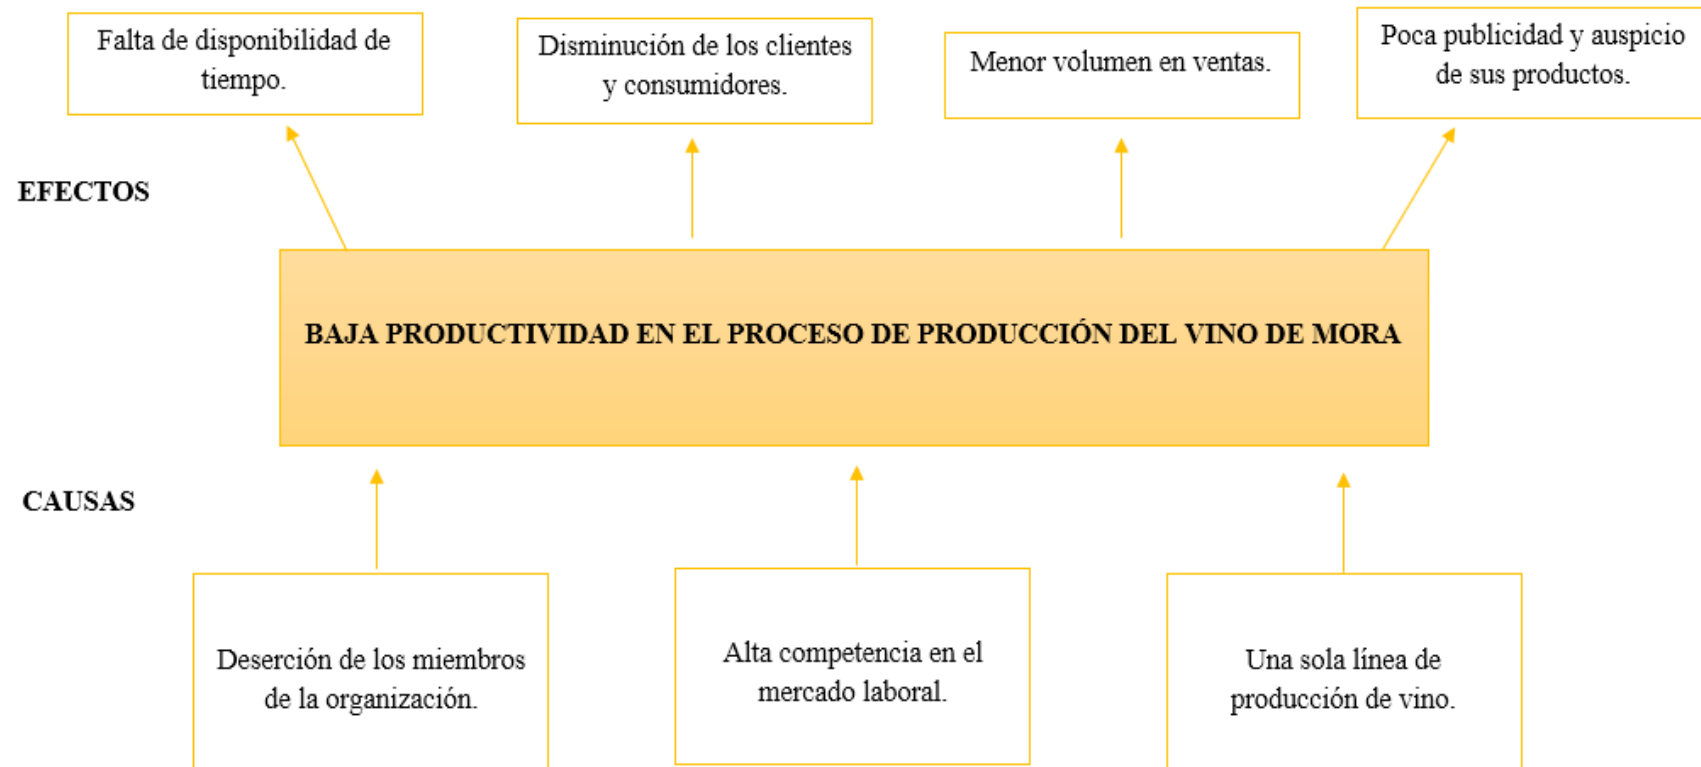 Falta de disponibilidad de
tiempo.
Disminución de los clientes
y consumidores.
Menor volumen en ventas.
Poca publicidad y auspicio
de sus productos.
EFECTOS
BAJA PRODUCTIVIDAD EN EL PROCESO DE PRODUCCIÓN DEL VINO DE MORA
CAUSAS
Deserción de los miembros
de la organización.
Alta competencia en el
mercado laboral.
Una sola línea de
producción de vino.